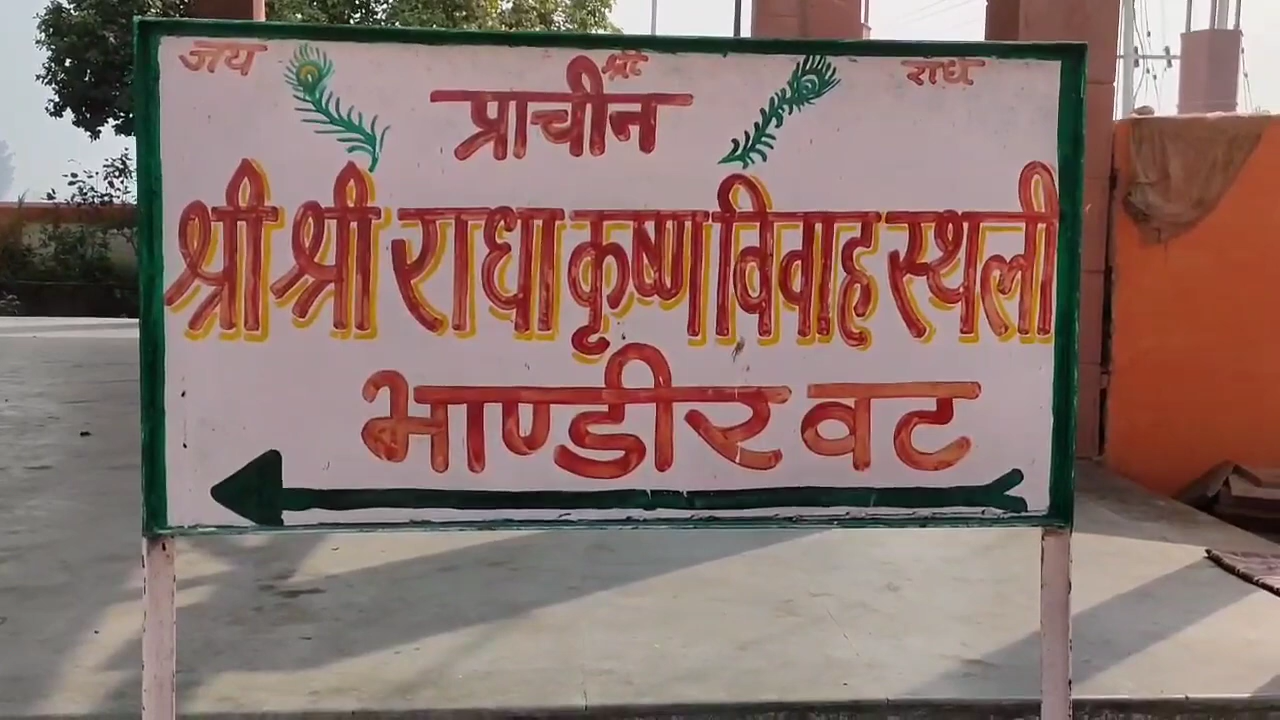 जय श्री राधे
प्राचीन
श्री श्री राधा कृष्ण विवाह स्थली
भाण्डीर वट